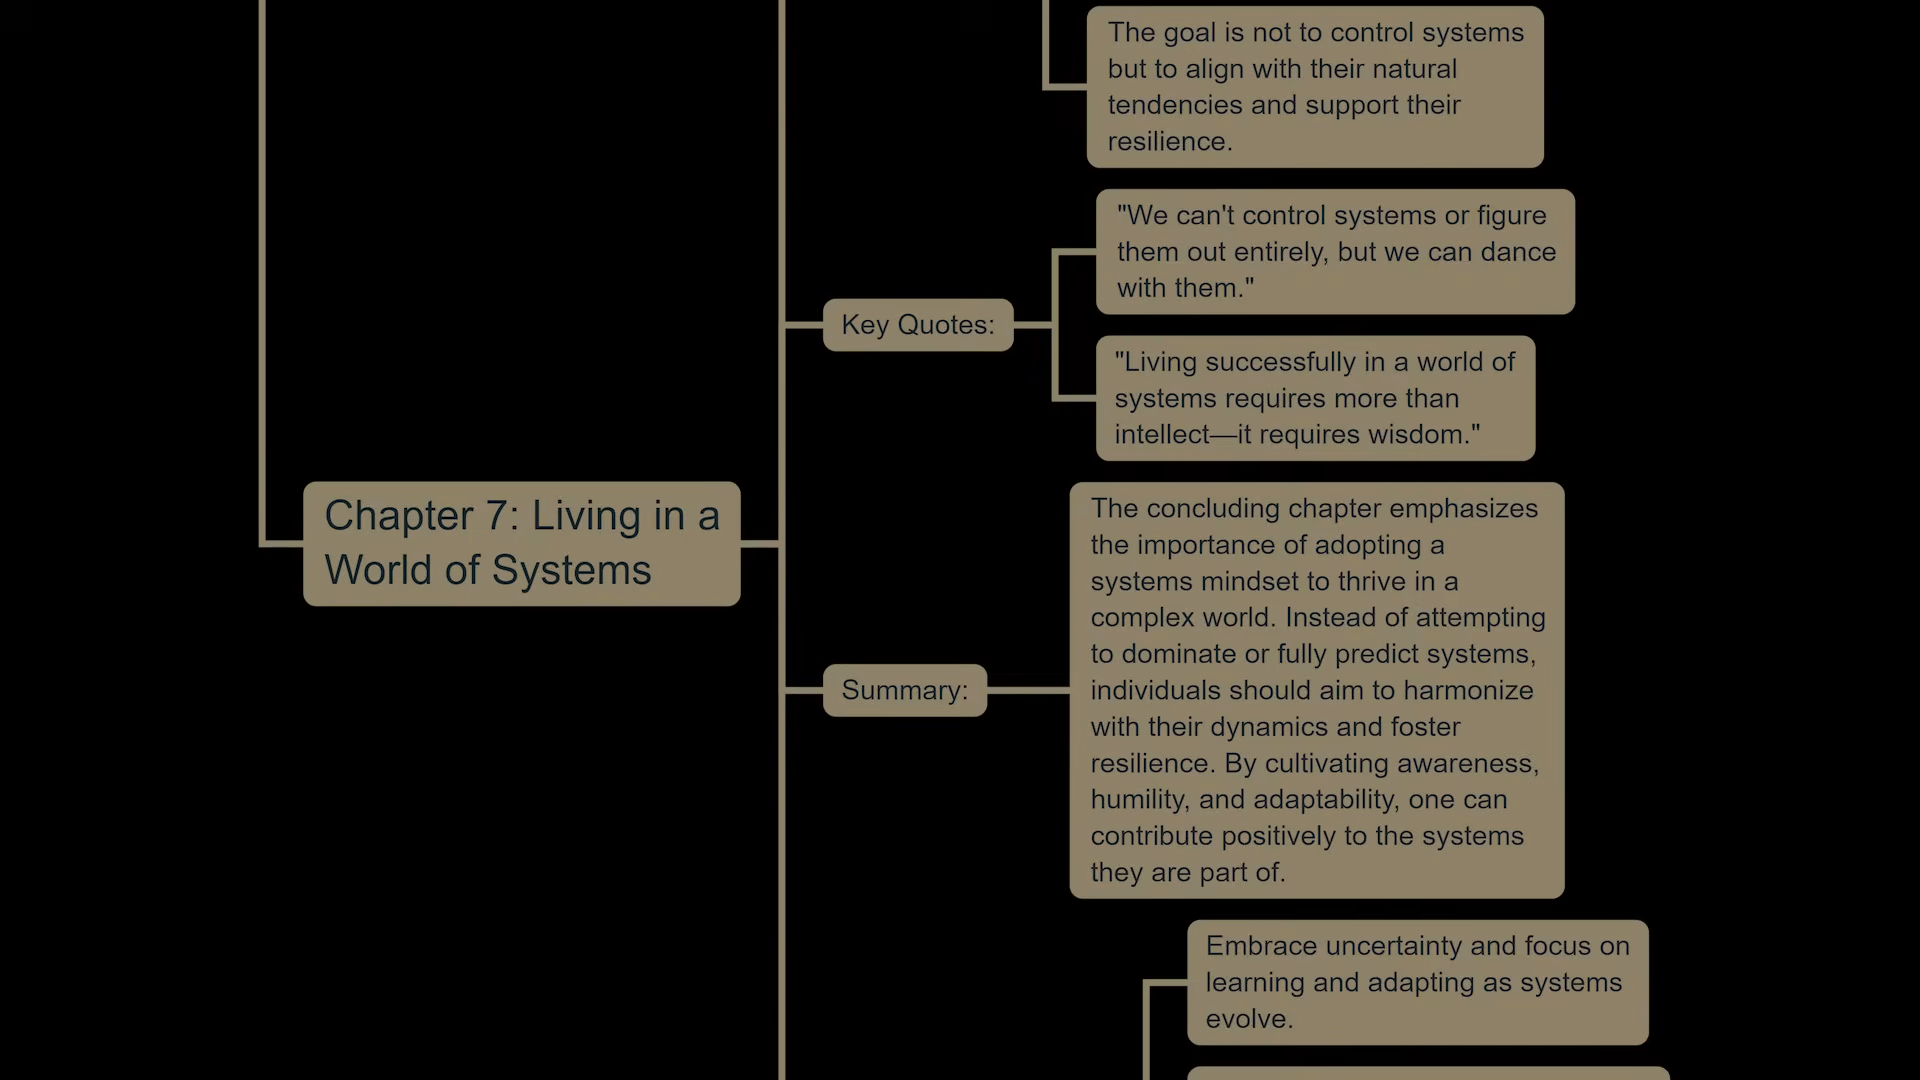 The goal is not to control systems
but to align with their natural
tendencies and support their
resilience.
"We can't control systems or figure
them out entirely, but we can dance
with them."
Key Quotes:
"Living successfully in a world of
systems requires more than
intellect—it requires wisdom."
Chapter 7: Living in a
World of Systems
The concluding chapter emphasizes
the importance of adopting a
systems mindset to thrive in a
complex world. Instead of attempting
to dominate or fully predict systems,
individuals should aim to harmonize
with their dynamics and foster
resilience. By cultivating awareness,
humility, and adaptability, one can
contribute positively to the systems
they are part of.
Summary:
Embrace uncertainty and focus on
learning and adapting as systems
evolve.